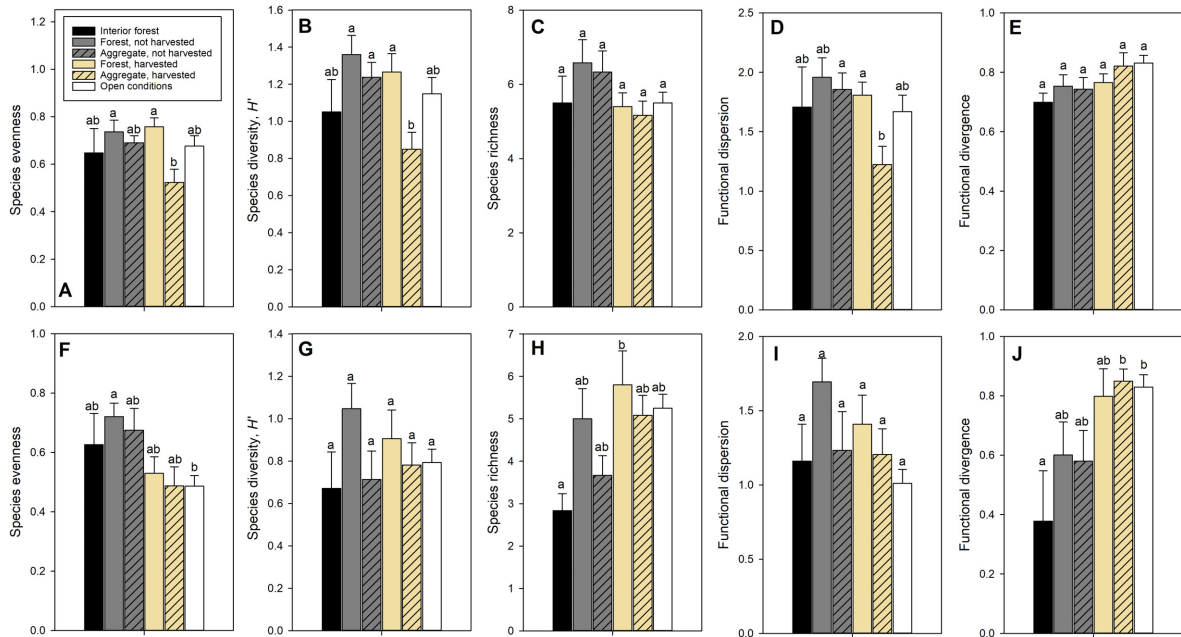 A
Species evenness
1.2
1.0
0.8
0.6
0.4
0.2
0.0
Interior forest
Forest, not harvested
Aggregate, not harvested
Forest, harvested
Aggregate, harvested
Open conditions
ab
a
ab
a
b
ab
B
Species diversity, H'
1.6
1.4
1.2
1.0
0.8
0.6
0.4
0.2
0.0
ab
a
a
a
b
ab
C
Species richness
8
6
4
2
0
a
a
a
a
a
a
D
Functional dispersion
2.5
2.0
1.5
1.0
0.5
0.0
ab
ab
a
a
b
ab
E
Functional divergence
1.0
0.8
0.6
0.4
0.2
0.0
a
a
a
a
a
a
F
Species evenness
1.0
0.8
0.6
0.4
0.2
0.0
ab
a
ab
ab
ab
b
G
Species diversity, H'
1.4
1.2
1.0
0.8
0.6
0.4
0.2
0.0
a
a
a
a
a
a
H
Species richness
7
6
5
4
3
2
1
0
a
ab
ab
b
ab
ab
I
Functional dispersion
2.0
1.5
1.0
0.5
0.0
a
a
a
a
a
a
J
Functional divergence
1.0
0.8
0.6
0.4
0.2
0.0
a
ab
ab
ab
b
b